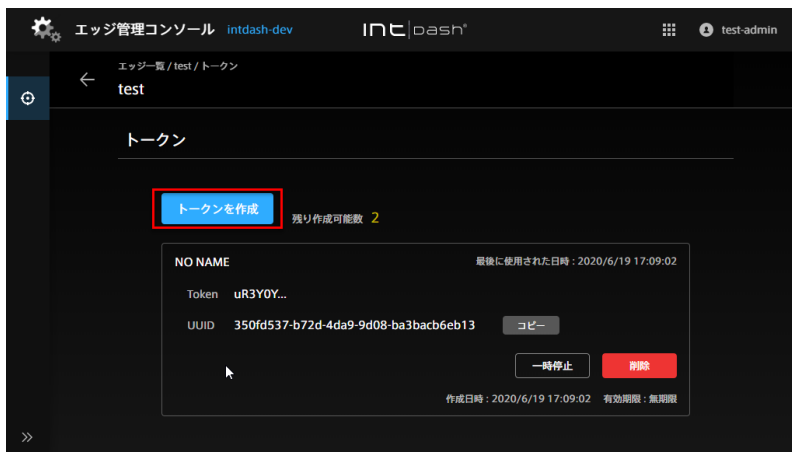 エッジ管理コンソール intdash-dev intdash® test-admin
エッジ一覧 / test / トークン
test
トークン
トークンを作成 残り作成可能数 2
NO NAME 最後に使用された日時 : 2020/6/19 17:09:02
Token uR3Y0Y...
UUID 350fd537-b72d-4da9-9d08-ba3bacb6eb13 コピー
一時停止 削除
作成日時 : 2020/6/19 17:09:02 有効期限 : 無期限